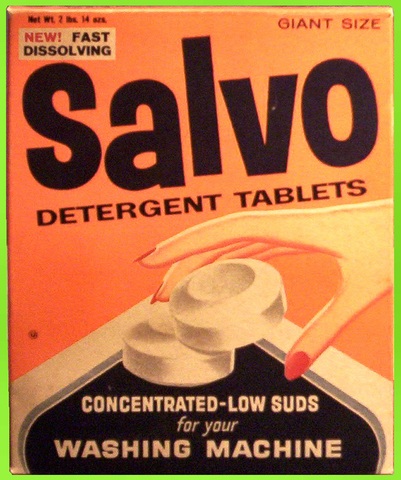 Net Wt. 2 lbs. 14 ozs.
GIANT SIZE
NEW! FAST
DISSOLVING
Salvo
DETERGENT TABLETS
CONCENTRATED-LOW SUDS
for your
WASHING MACHINE